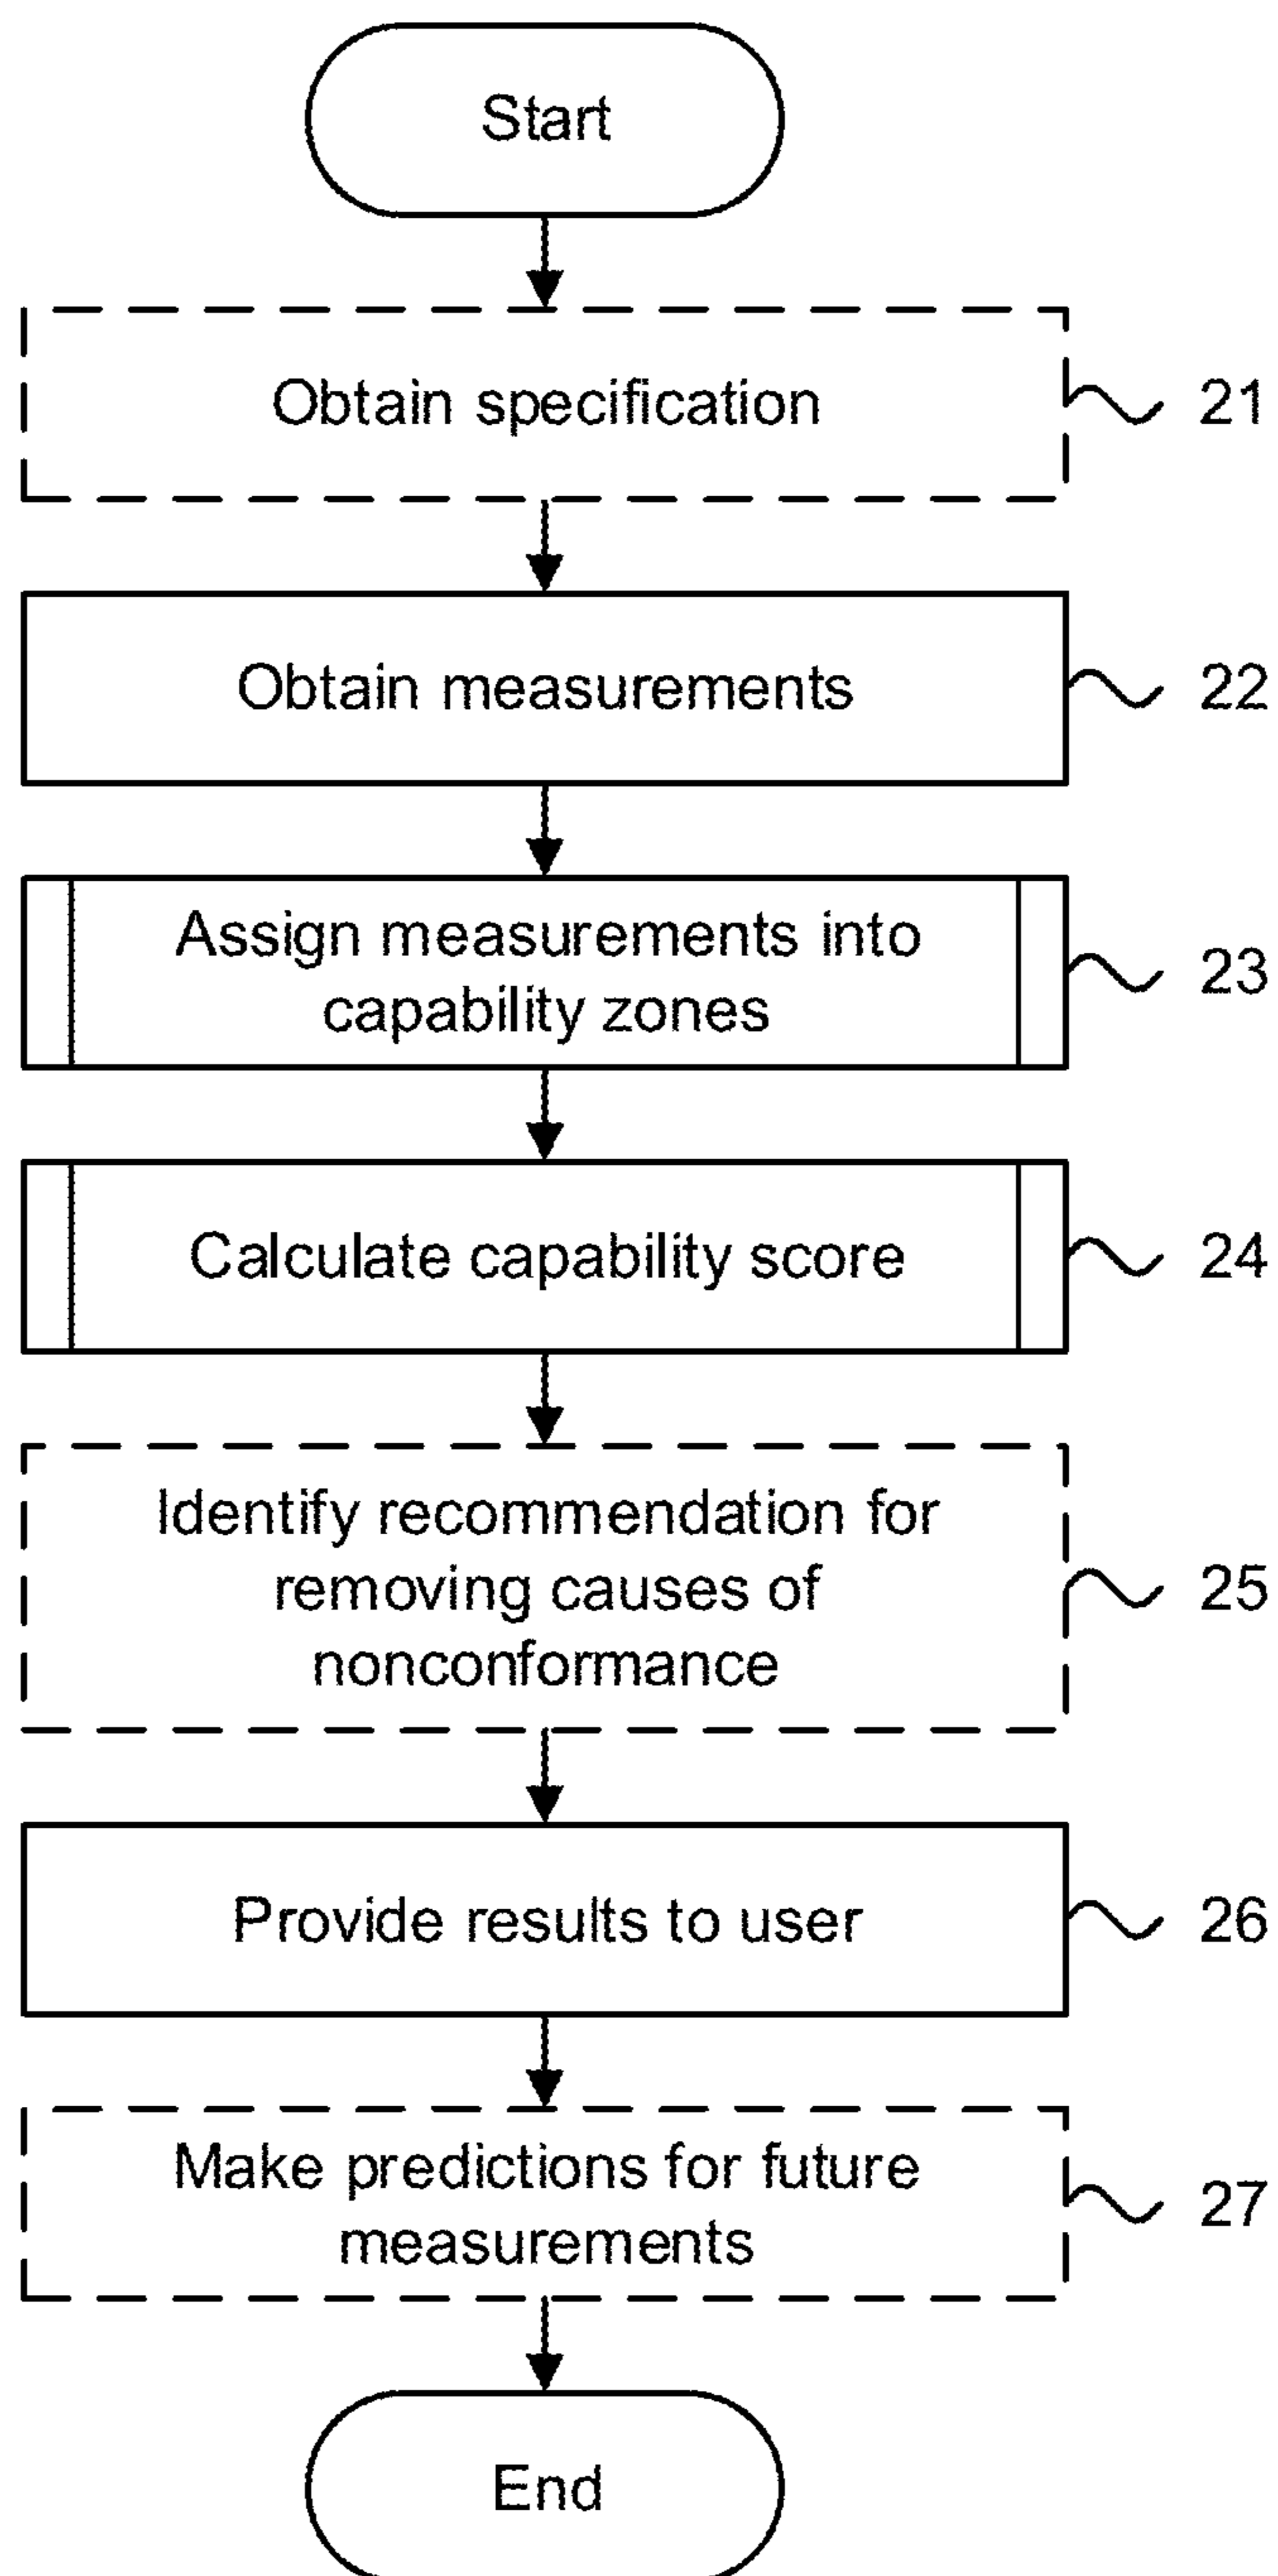 Start
Obtain specification
21
Obtain measurements
22
Assign measurements into
capability zones
23
Calculate capability score
24
Identify recommendation for
removing causes of
nonconformance
25
Provide results to user
26
Make predictions for future
measurements
27
End